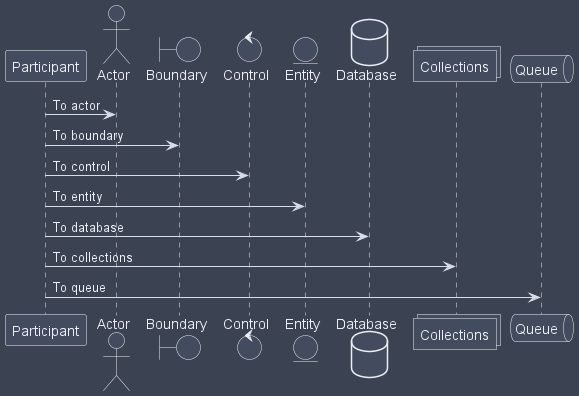 Participant
Actor
Boundary
Control
Entity
Database
Collections
Queue
To actor
To boundary
To control
To entity
To database
To collections
To queue
Participant
Actor
Boundary
Control
Entity
Database
Collections
Queue